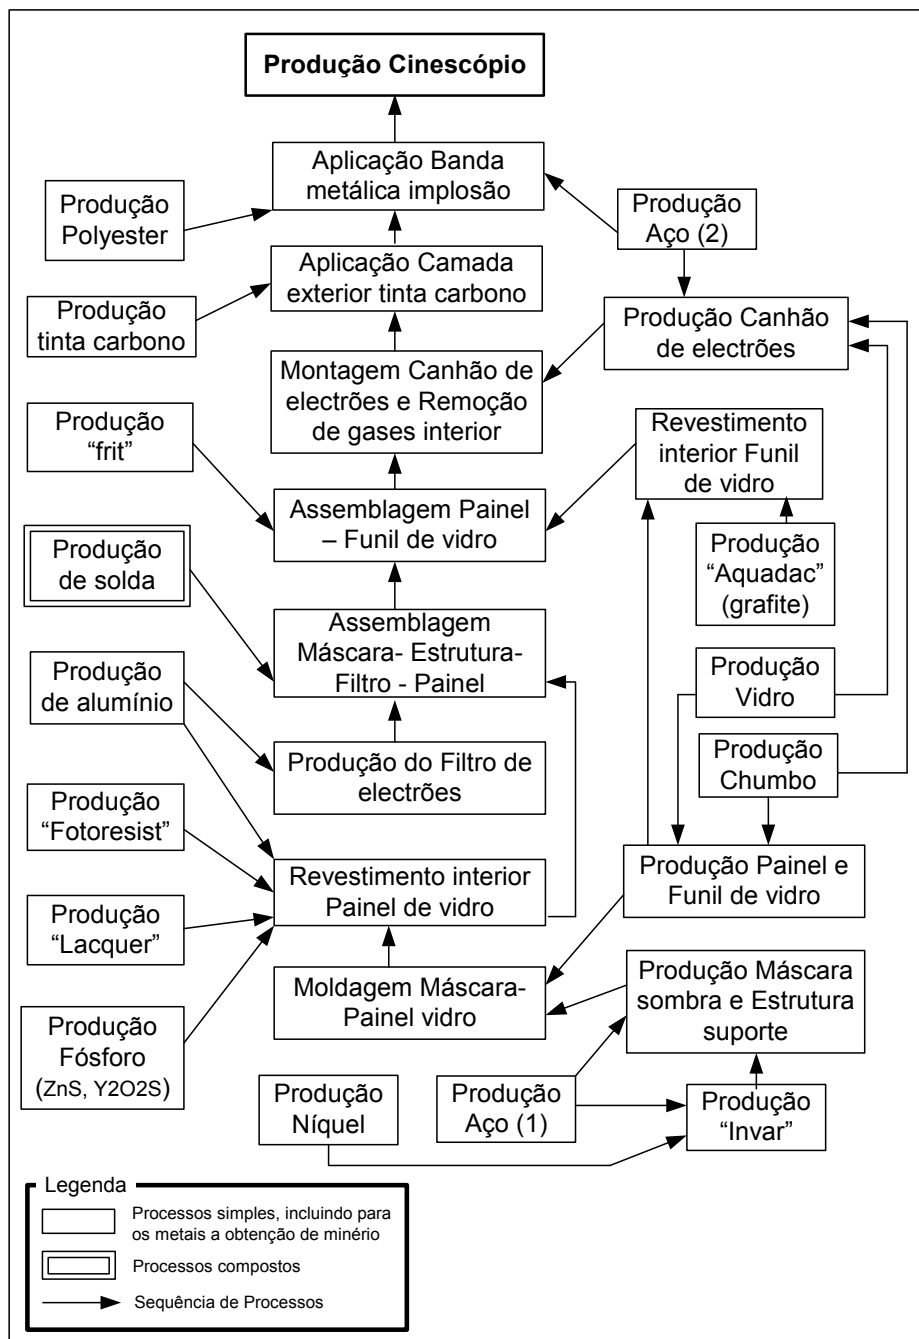 Produção Cinescópio
Aplicação Banda
metálica implosão
Produção
Polyester
Produção
Aço (2)
Aplicação Camada
exterior tinta carbono
Produção
tinta carbono
Produção Canhão
de electrões
Montagem Canhão de
electrões e Remoção
de gases interior
Produção
“frit”
Revestimento
interior Funil
de vidro
Assemblagem Painel
– Funil de vidro
Produção
de solda
Produção
“Aquadac”
(grafite)
Assemblagem
Máscara- Estrutura-
Filtro - Painel
Produção
de alumínio
Produção
Vidro
Produção do Filtro de
electrões
Produção
Chumbo
Produção
“Fotoresist”
Revestimento interior
Painel de vidro
Produção Painel e
Funil de vidro
Produção
“Lacquer”
Moldagem Máscara-
Painel vidro
Produção Máscara
sombra e Estrutura
suporte
Produção
Fósforo
(ZnS, Y2O2S)
Produção
Níquel
Produção
Aço (1)
Produção
“Invar”
Legenda
Processos simples, incluindo para
os metais a obtenção de minério
Processos compostos
Sequência de Processos